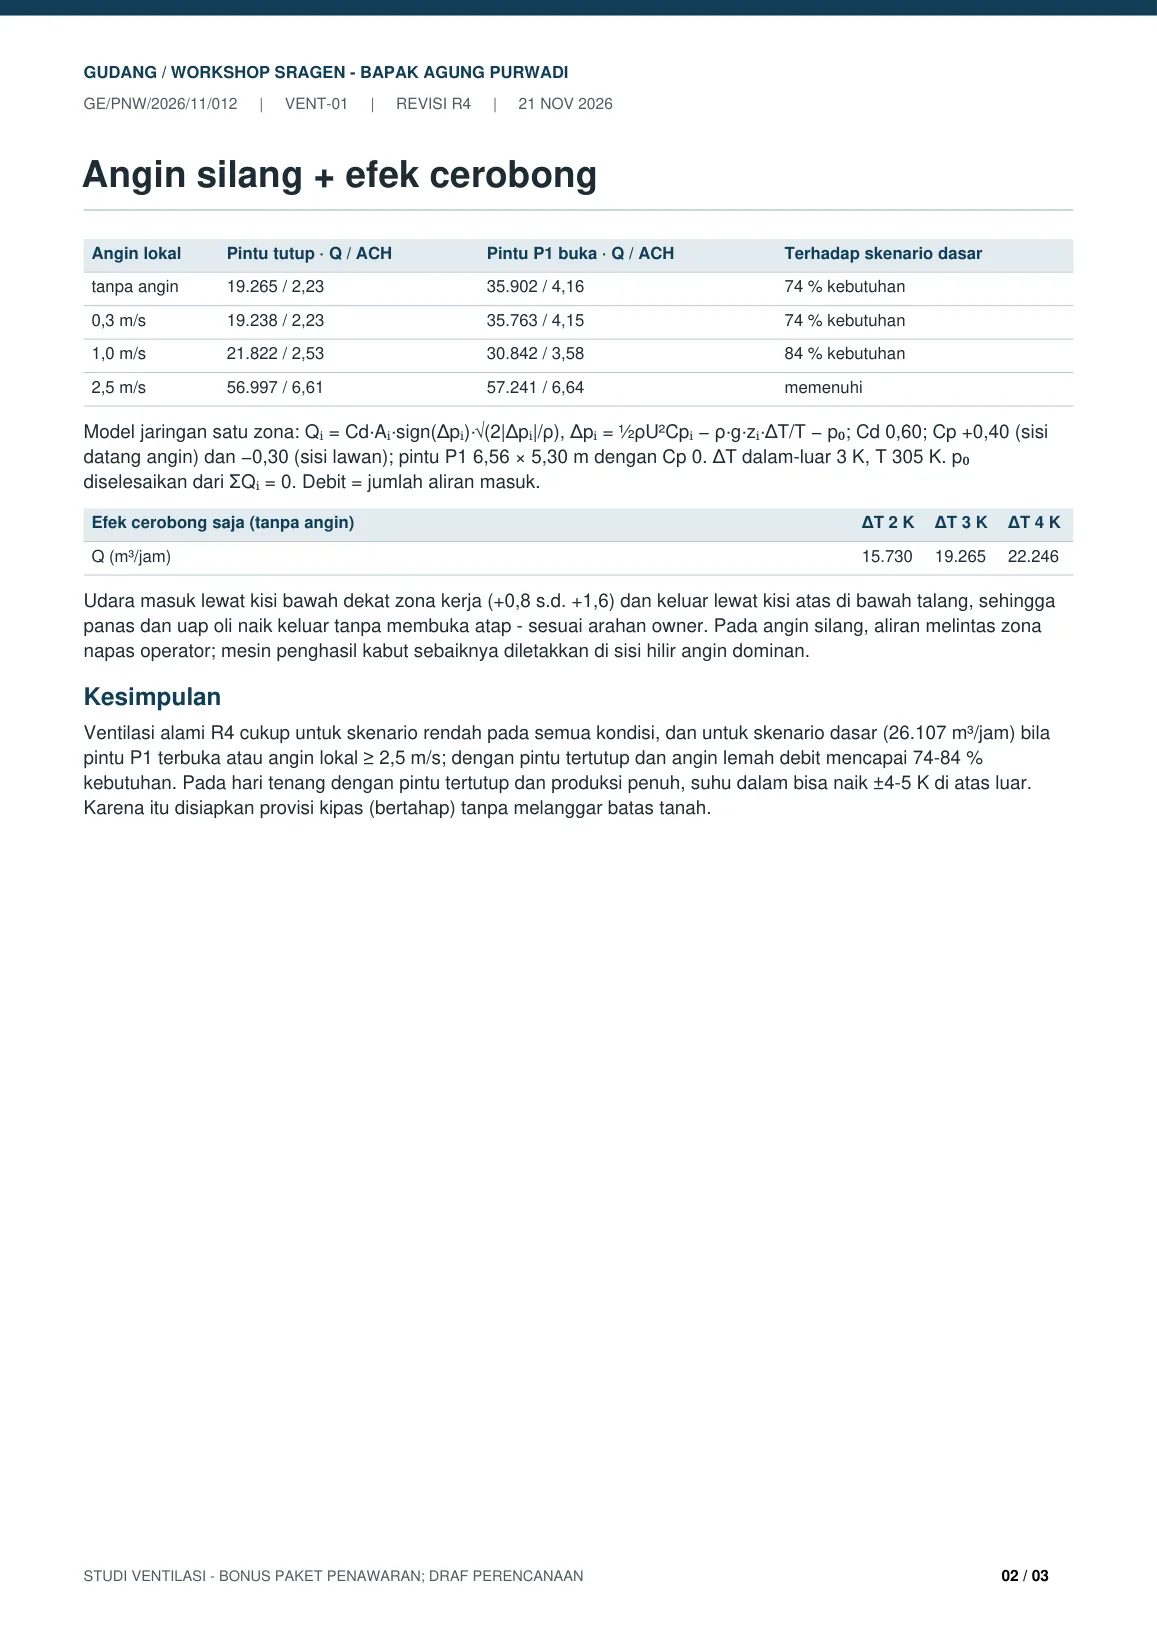 GUDANG / WORKSHOP SRAGEN - BAPAK AGUNG PURWADI
GE/PNW/2026/11/012 | VENT-01 | REVISI R4 | 21 NOV 2026
Angin silang + efek cerobong
Angin lokal Pintu tutup · Q / ACH Pintu P1 buka · Q / ACH Terhadap skenario dasar
tanpa angin 19.265 / 2,23 35.902 / 4,16 74 % kebutuhan
0,3 m/s 19.238 / 2,23 35.763 / 4,15 74 % kebutuhan
1,0 m/s 21.822 / 2,53 30.842 / 3,58 84 % kebutuhan
2,5 m/s 56.997 / 6,61 57.241 / 6,64 memenuhi
Model jaringan satu zona: Qᵢ = Cd·Aᵢ·sign(Δpᵢ)·√(2|Δpᵢ|/ρ), Δpᵢ = ½ρU²Cpᵢ − ρ·g·zᵢ·ΔT/T − p₀; Cd 0,60; Cp +0,40 (sisi
datang angin) dan −0,30 (sisi lawan); pintu P1 6,56 × 5,30 m dengan Cp 0. ΔT dalam-luar 3 K, T 305 K. p₀
diselesaikan dari ΣQᵢ = 0. Debit = jumlah aliran masuk.
Efek cerobong saja (tanpa angin) ΔT 2 K ΔT 3 K ΔT 4 K
Q (m³/jam) 15.730 19.265 22.246
Udara masuk lewat kisi bawah dekat zona kerja (+0,8 s.d. +1,6) dan keluar lewat kisi atas di bawah talang, sehingga
panas dan uap oli naik keluar tanpa membuka atap - sesuai arahan owner. Pada angin silang, aliran melintas zona
napas operator; mesin penghasil kabut sebaiknya diletakkan di sisi hilir angin dominan.
Kesimpulan
Ventilasi alami R4 cukup untuk skenario rendah pada semua kondisi, dan untuk skenario dasar (26.107 m³/jam) bila
pintu P1 terbuka atau angin lokal ≥ 2,5 m/s; dengan pintu tertutup dan angin lemah debit mencapai 74-84 %
kebutuhan. Pada hari tenang dengan pintu tertutup dan produksi penuh, suhu dalam bisa naik ±4-5 K di atas luar.
Karena itu disiapkan provisi kipas (bertahap) tanpa melanggar batas tanah.
STUDI VENTILASI - BONUS PAKET PENAWARAN; DRAF PERENCANAAN 02 / 03